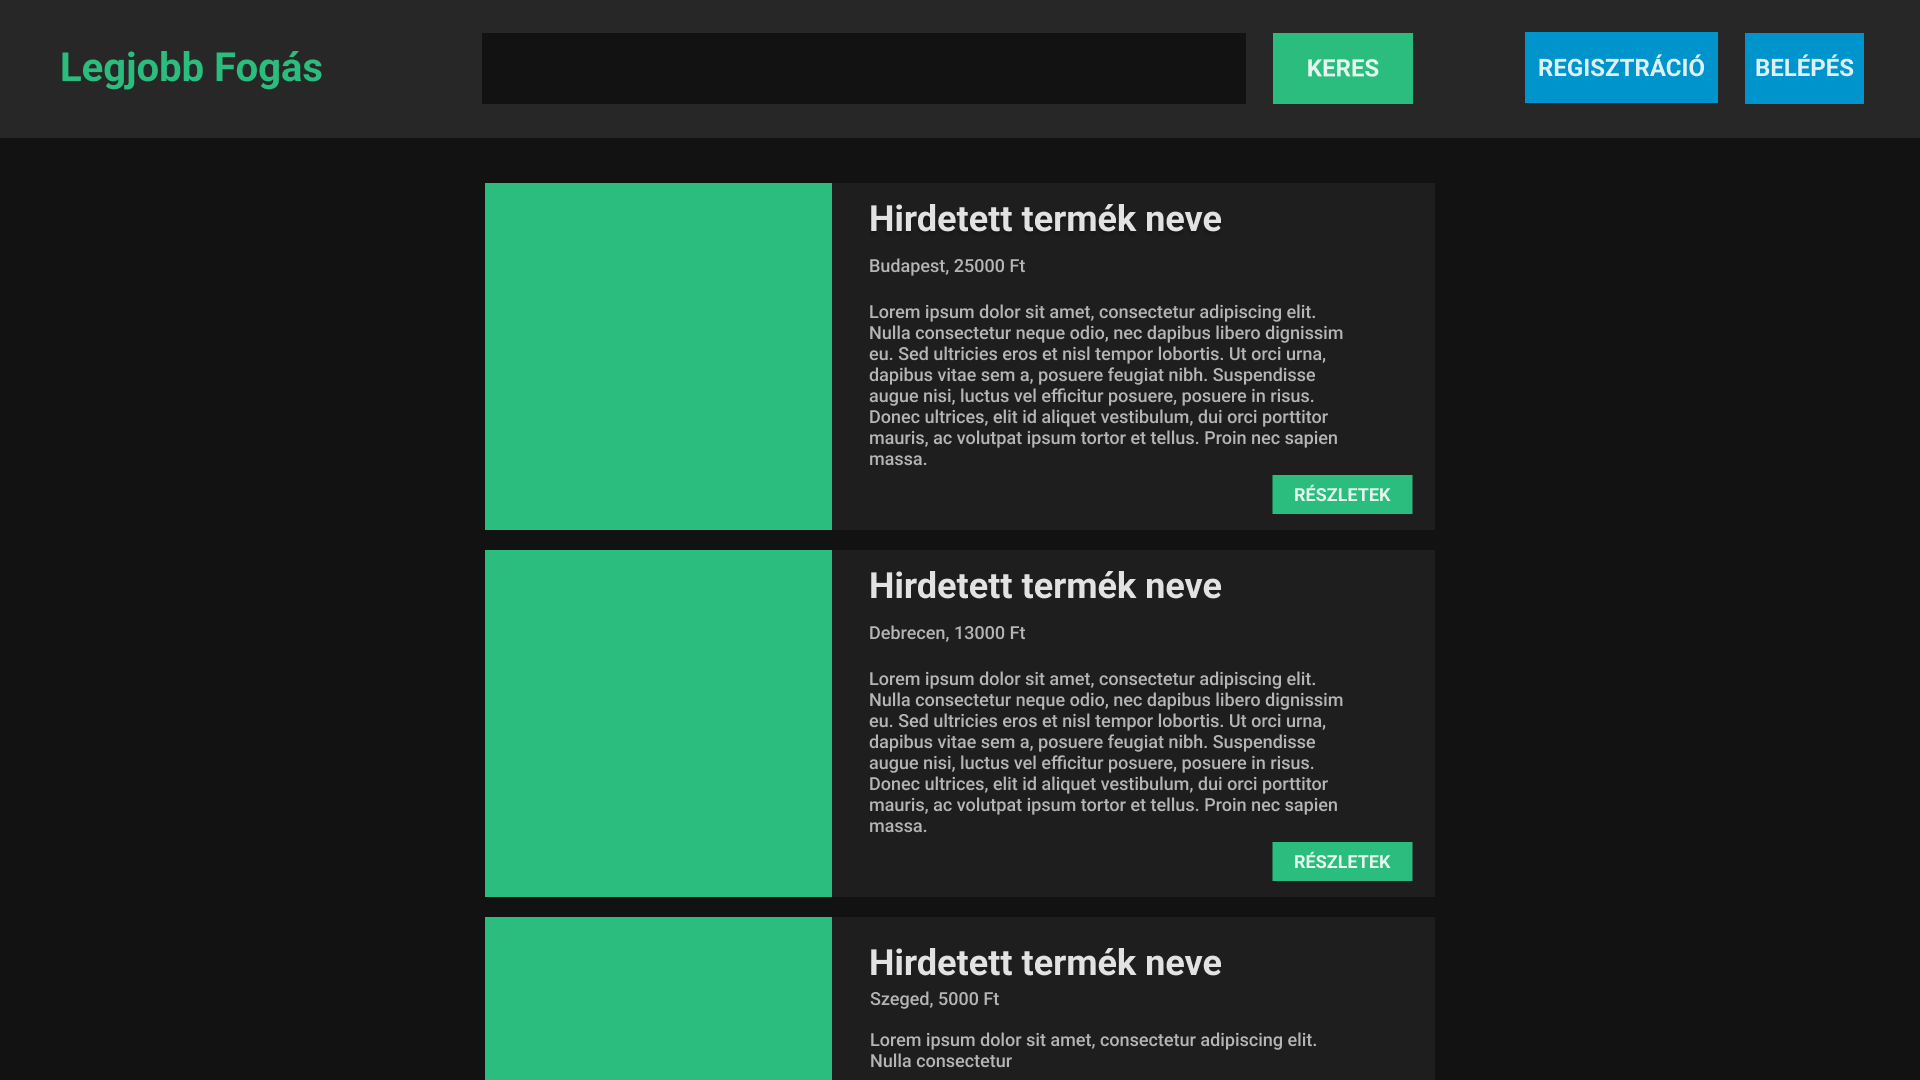 Legjobb Fogás
KERES
REGISZTRÁCIÓ
BELÉPÉS
Hirdetett termék neve
Budapest, 25000 Ft
Lorem ipsum dolor sit amet, consectetur adipiscing elit.
Nulla consectetur neque odio, nec dapibus libero dignissim
eu. Sed ultricies eros et nisl tempor lobortis. Ut orci urna,
dapibus vitae sem a, posuere feugiat nibh. Suspendisse
augue nisi, luctus vel efficitur posuere, posuere in risus.
Donec ultrices, elit id aliquet vestibulum, dui orci porttitor
mauris, ac volutpat ipsum tortor et tellus. Proin nec sapien
massa.
RÉSZLETEK
Hirdetett termék neve
Debrecen, 13000 Ft
Lorem ipsum dolor sit amet, consectetur adipiscing elit.
Nulla consectetur neque odio, nec dapibus libero dignissim
eu. Sed ultricies eros et nisl tempor lobortis. Ut orci urna,
dapibus vitae sem a, posuere feugiat nibh. Suspendisse
augue nisi, luctus vel efficitur posuere, posuere in risus.
Donec ultrices, elit id aliquet vestibulum, dui orci porttitor
mauris, ac volutpat ipsum tortor et tellus. Proin nec sapien
massa.
RÉSZLETEK
Hirdetett termék neve
Szeged, 5000 Ft
Lorem ipsum dolor sit amet, consectetur adipiscing elit.
Nulla consectetur